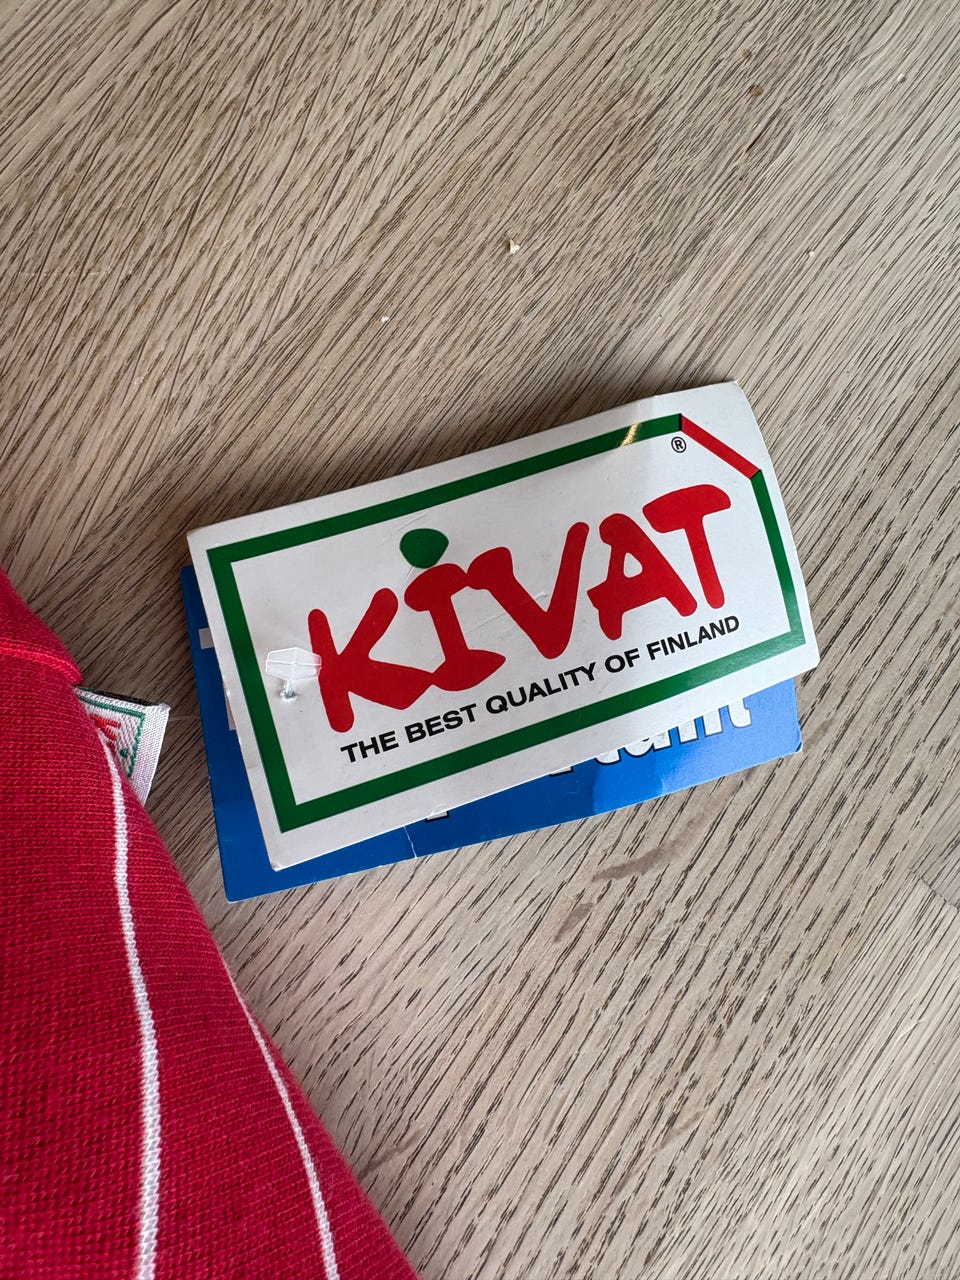 ®
KIVAT
THE BEST QUALITY OF FINLAND